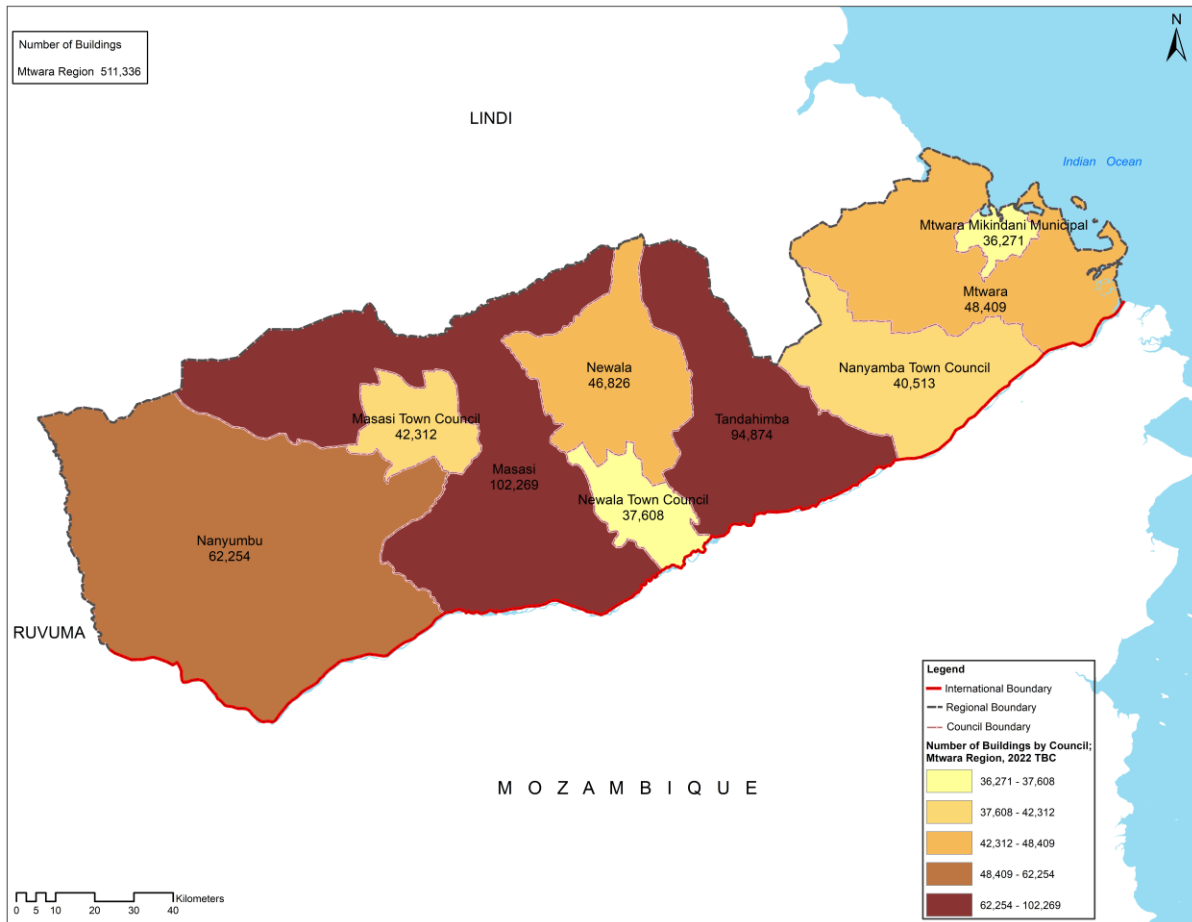 Number of Buildings
Mtwara Region 511,336
N
LINDI
Indian Ocean
Mtwara Mikindani Municipal
36,271
Mtwara
48,409
Nanyamba Town Council
40,513
Newala
46,826
Tandahimba
94,874
Masasi Town Council
42,312
Masasi
102,269
Newala Town Council
37,608
Nanyumbu
62,254
RUVUMA
MOZAMBIQUE
Legend
International Boundary
Regional Boundary
Council Boundary
Number of Buildings by Council;
Mtwara Region, 2022 TBC
36,271 - 37,608
37,608 - 42,312
42,312 - 48,409
48,409 - 62,254
62,254 - 102,269
Kilometers
0 5 10 20 30 40